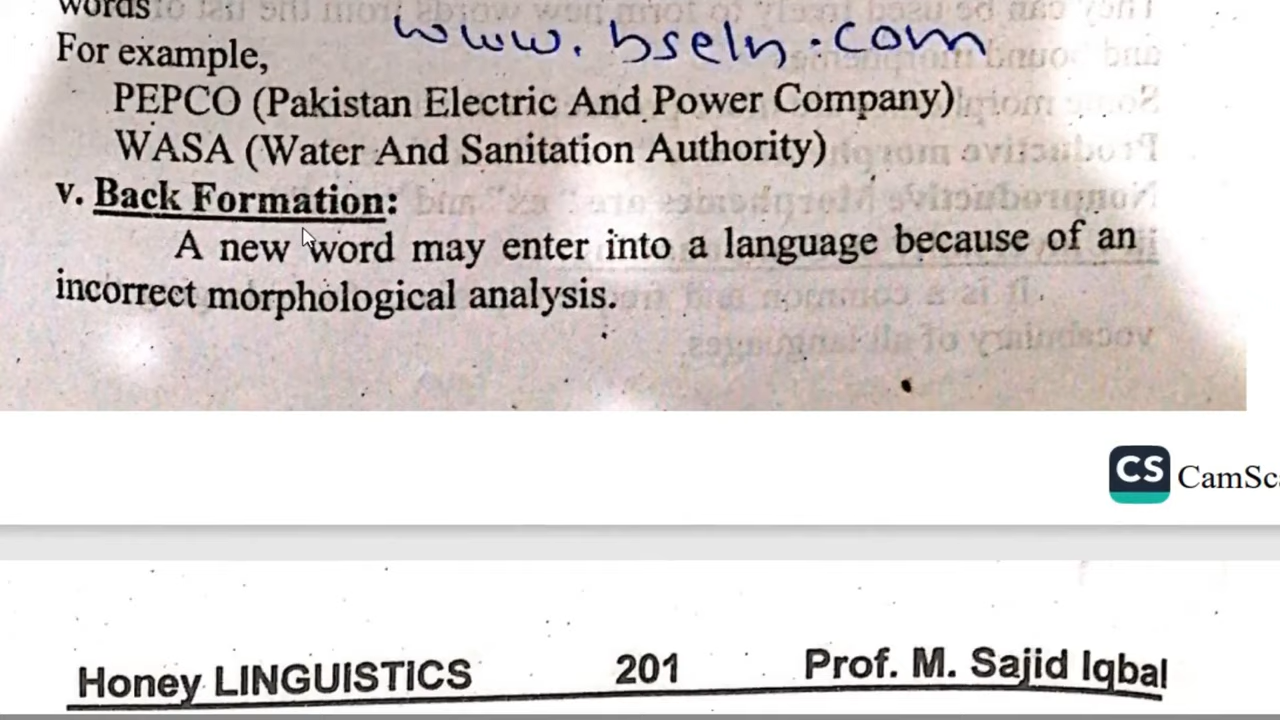 words
www.bseln.com
For example,
PEPCO (Pakistan Electric And Power Company)
WASA (Water And Sanitation Authority)
v. Back Formation:
A new word may enter into a language because of an
incorrect morphological analysis.
CS CamSc
Honey LINGUISTICS 201 Prof. M. Sajid Iqbal